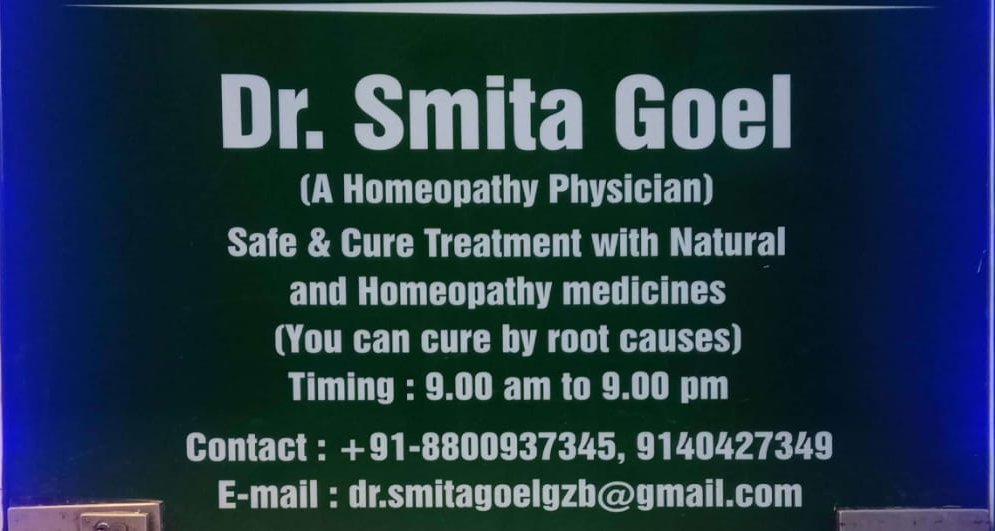 Dr. Smita Goel
(A Homeopathy Physician)
Safe & Cure Treatment with Natural
and Homeopathy medicines
(You can cure by root causes)
Timing : 9.00 am to 9.00 pm
Contact : +91-8800937345, 9140427349
E-mail : dr.smitagoelgzb@gmail.com